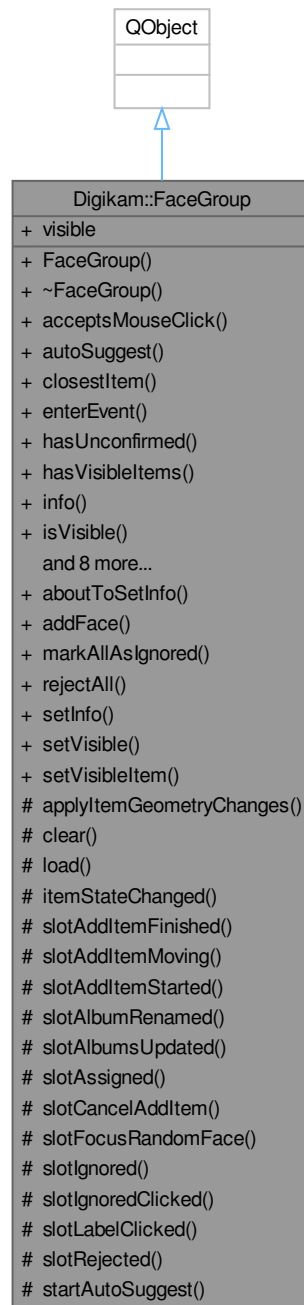 QObject
Digikam::FaceGroup
+ visible
+ FaceGroup()
+ ~FaceGroup()
+ acceptsMouseClick()
+ autoSuggest()
+ closestItem()
+ enterEvent()
+ hasUnconfirmed()
+ hasVisibleItems()
+ info()
+ isVisible()
and 8 more...
+ aboutToSetInfo()
+ addFace()
+ markAllAsIgnored()
+ rejectAll()
+ setInfo()
+ setVisible()
+ setVisibleItem()
# applyItemGeometryChanges()
# clear()
# load()
# itemStateChanged()
# slotAddItemFinished()
# slotAddItemMoving()
# slotAddItemStarted()
# slotAlbumRenamed()
# slotAlbumsUpdated()
# slotAssigned()
# slotCancelAddItem()
# slotFocusRandomFace()
# slotIgnored()
# slotIgnoredClicked()
# slotLabelClicked()
# slotRejected()
# startAutoSuggest()